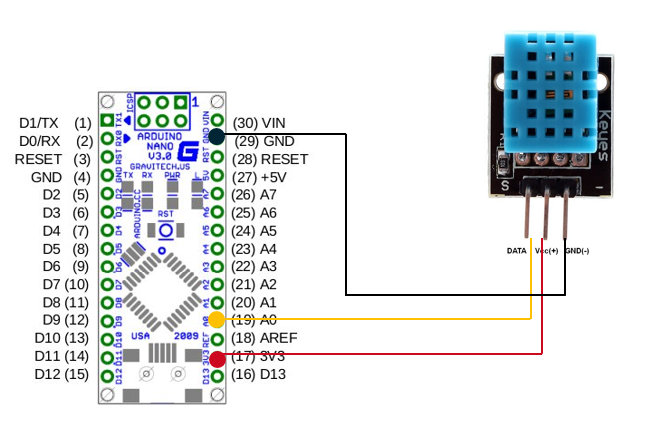 D1/TX (1)
D0/RX (2)
RESET (3)
GND (4)
D2 (5)
D3 (6)
D4 (7)
D5 (8)
D6 (9)
D7 (10)
D8 (11)
D9 (12)
D10 (13)
D11 (14)
D12 (15)
ICSP
1
TX1
RX0
RST
GND
D2
D3
D5
D6
D7
D8
D9
D10
D11
D12
ARDUINO
NANO
V3.0
G
GRAVITECH.US
TX RX PWR L
ARDUINO.CC
RST
USA 2009
VIN
GND
RST
5V
A7
A6
A5
A4
A3
A2
A1
A0
REF
3V3
D13
(30) VIN
(29) GND
(28) RESET
(27) +5V
(26) A7
(25) A6
(24) A5
(23) A4
(22) A3
(21) A2
(20) A1
(19) A0
(18) AREF
(17) 3V3
(16) D13
Keyes
S
–
DATA Vcc(+) GND(-)